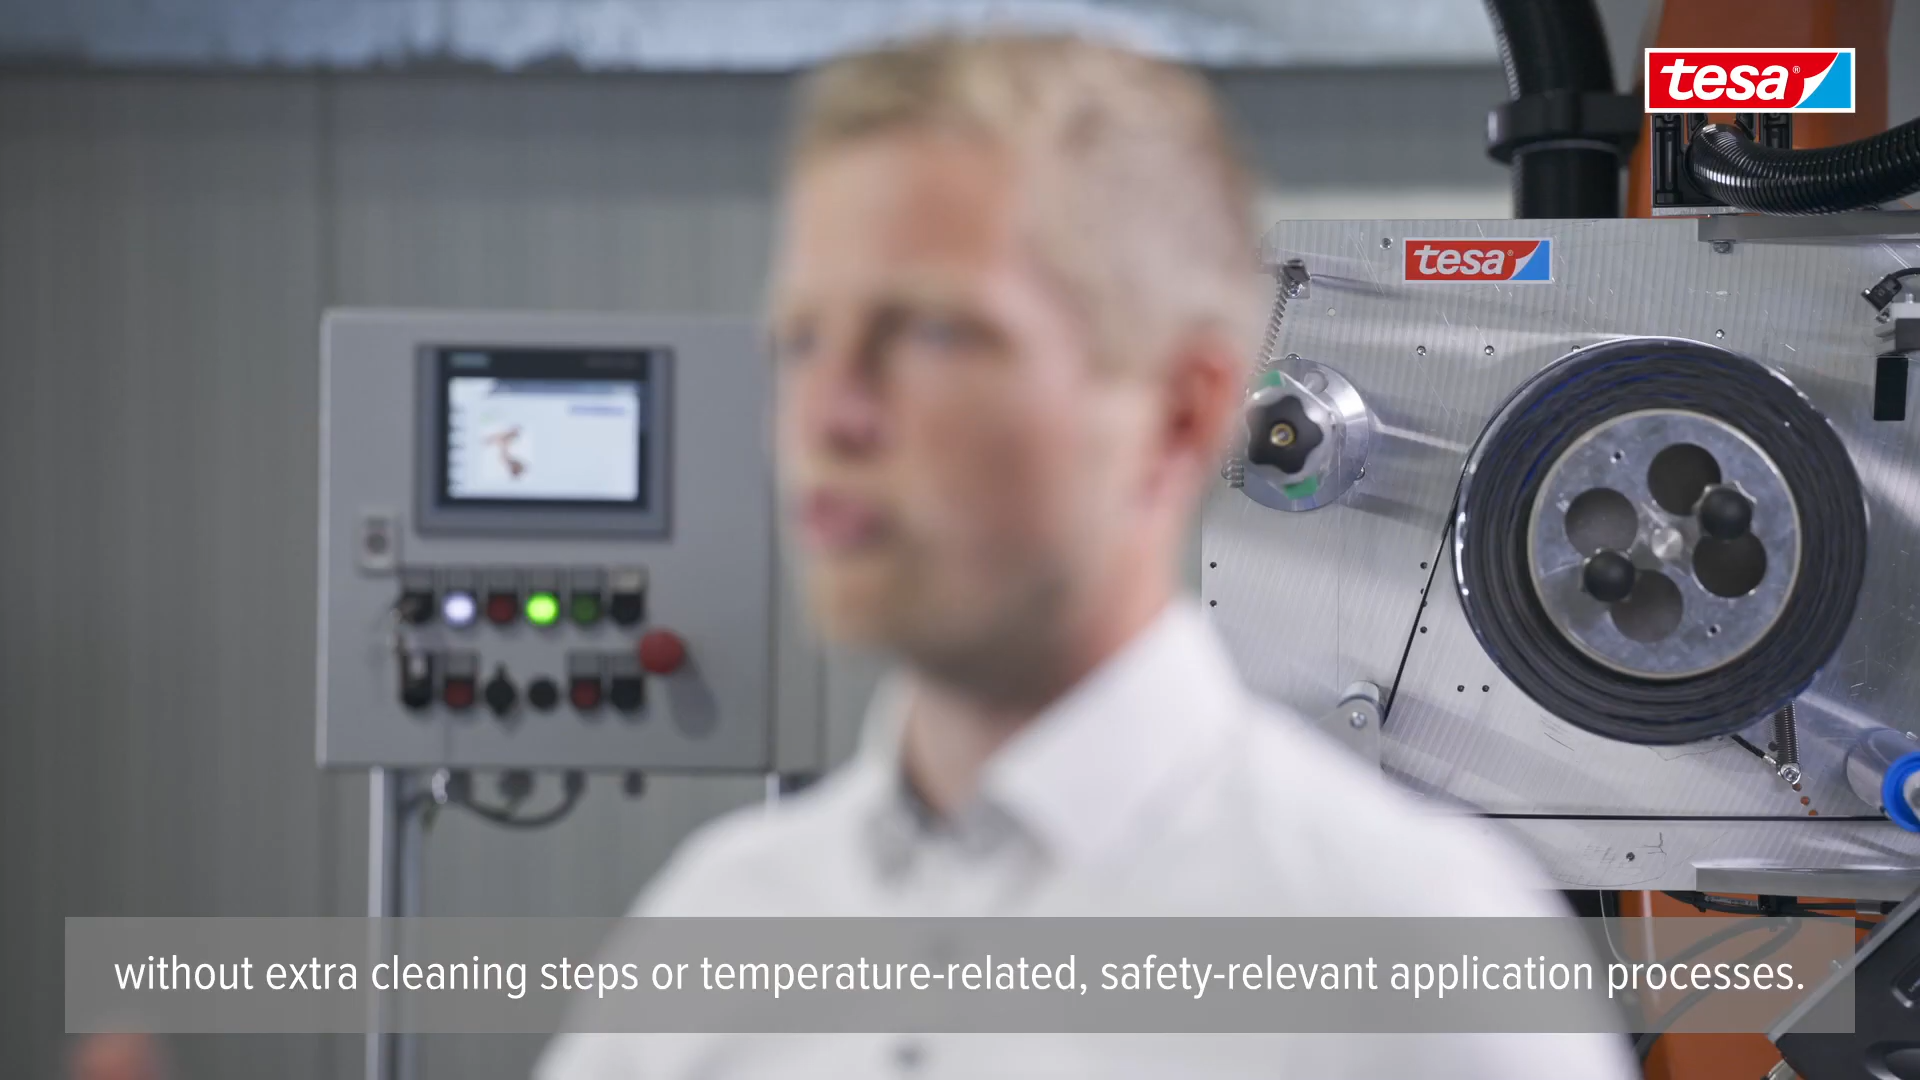 tesa®
tesa®
without extra cleaning steps or temperature-related, safety-relevant application processes.